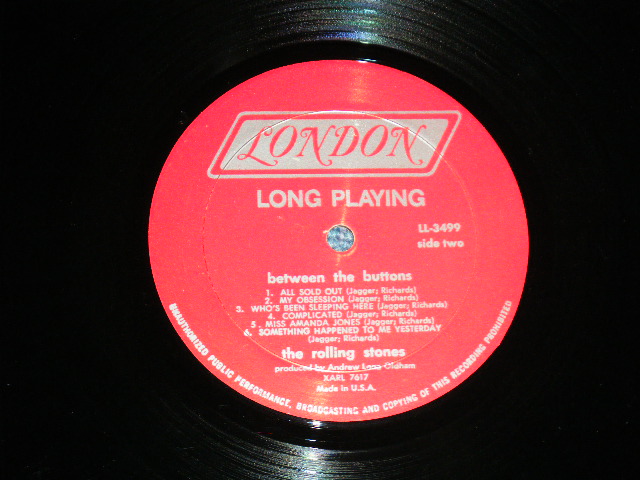 LONDON
LONG PLAYING
LL-3499
side two
between the buttons
1. ALL SOLD OUT (Jagger; Richards)
2. MY OBSESSION (Jagger; Richards)
3. WHO'S BEEN SLEEPING HERE (Jagger; Richards)
4. COMPLICATED (Jagger; Richards)
5. MISS AMANDA JONES (Jagger; Richards)
6. SOMETHING HAPPENED TO ME YESTERDAY
(Jagger; Richards)
the rolling stones
produced by Andrew Loog Oldham
XARL 7617
Made in U.S.A.
UNAUTHORIZED PUBLIC PERFORMANCE, BROADCASTING AND COPYING OF THIS RECORDING PROHIBITED